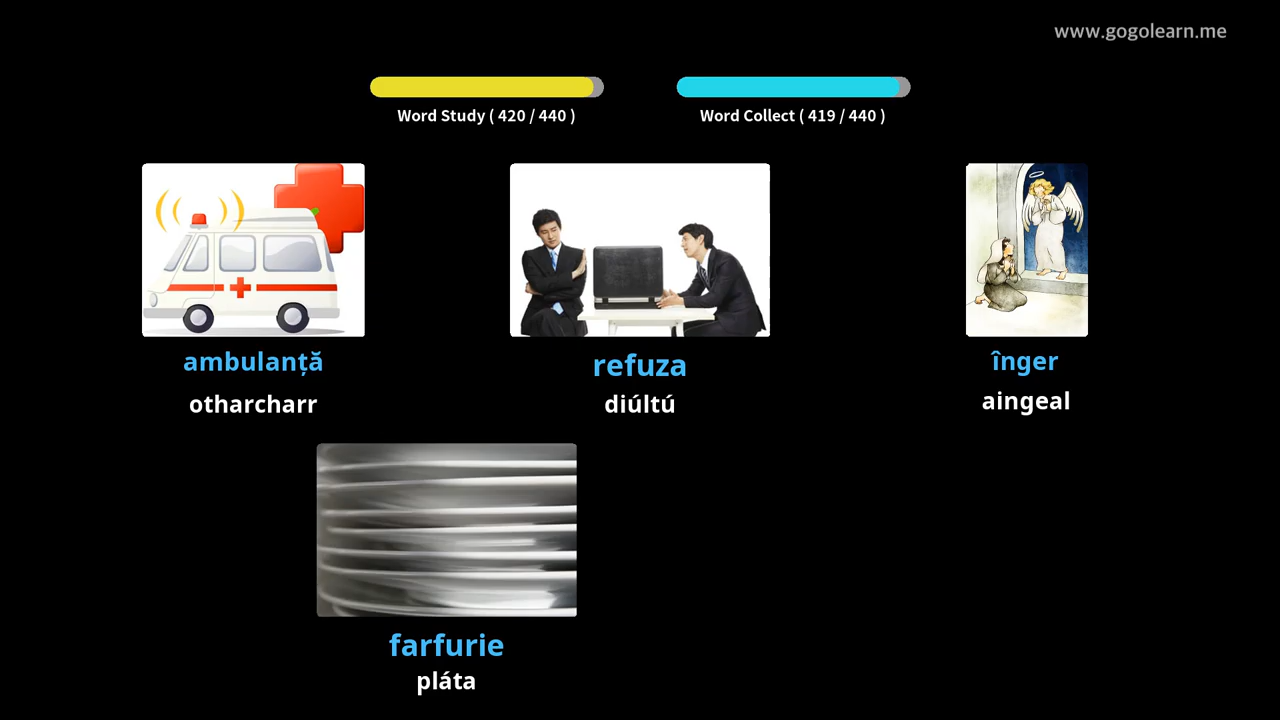 www.gogolearn.me
Word Study ( 420 / 440 )
Word Collect ( 419 / 440 )
ambulanță
refuza
înger
otharcharr
diúltú
aingeal
farfurie
pláta